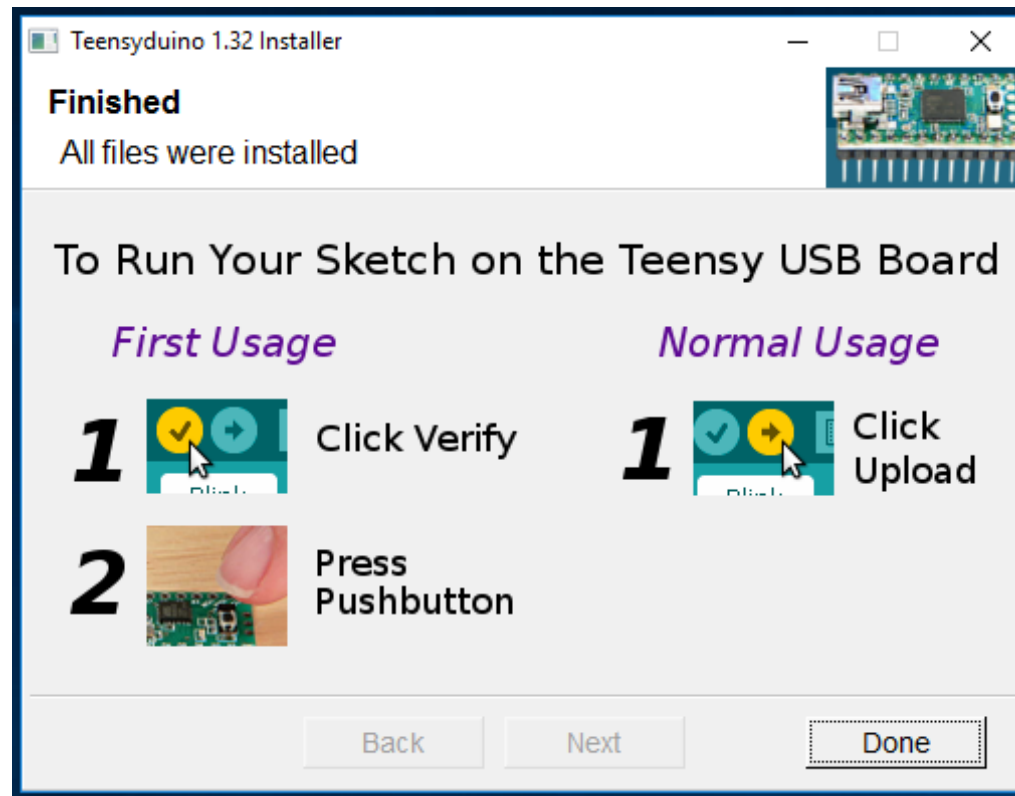 Teensyduino 1.32 Installer
Finished
All files were installed
To Run Your Sketch on the Teensy USB Board
First Usage
Normal Usage
1
Click Verify
1
Click
Upload
2
Press
Pushbutton
Back
Next
Done